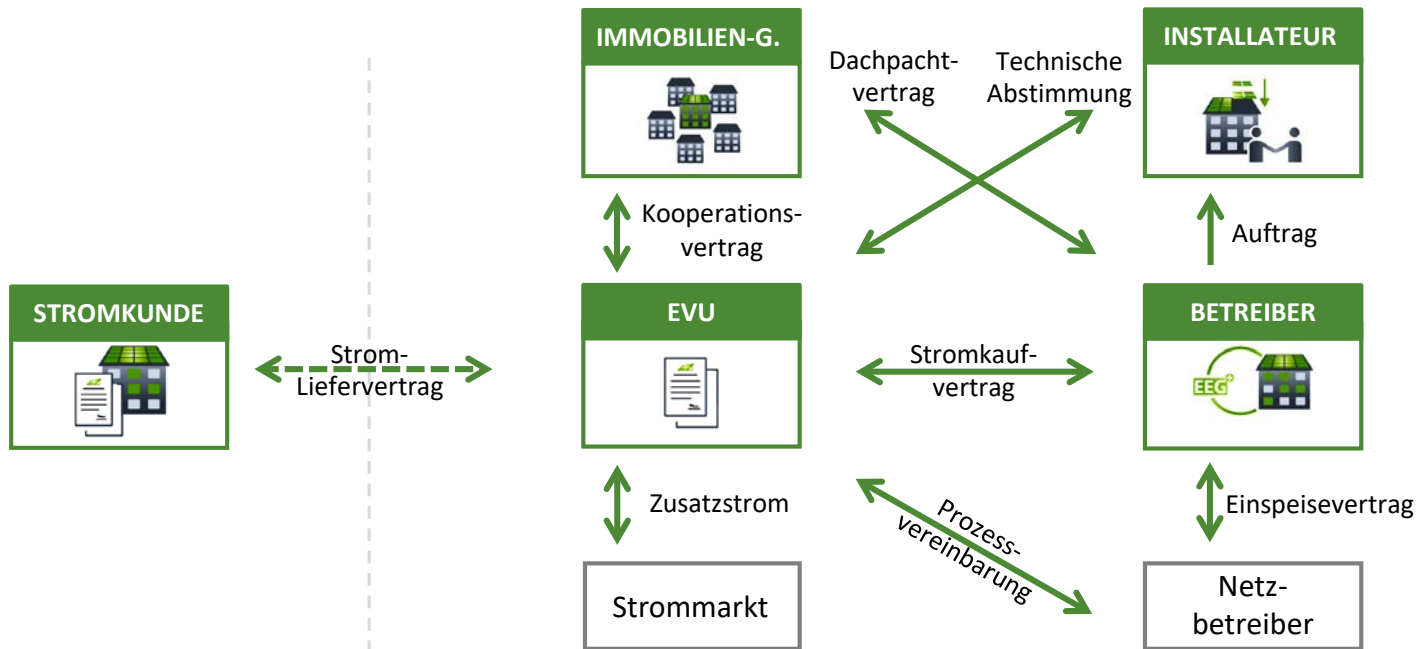 IMMOBILIEN-G.
INSTALLATEUR
Dachpacht-
vertrag
Technische
Abstimmung
Kooperations-
vertrag
Auftrag
STROMKUNDE
EVU
BETREIBER
Strom-
Liefervertrag
Stromkauf-
vertrag
EEG+
Zusatzstrom
Prozess-
vereinbarung
Einspeisevertrag
Strommarkt
Netz-
betreiber